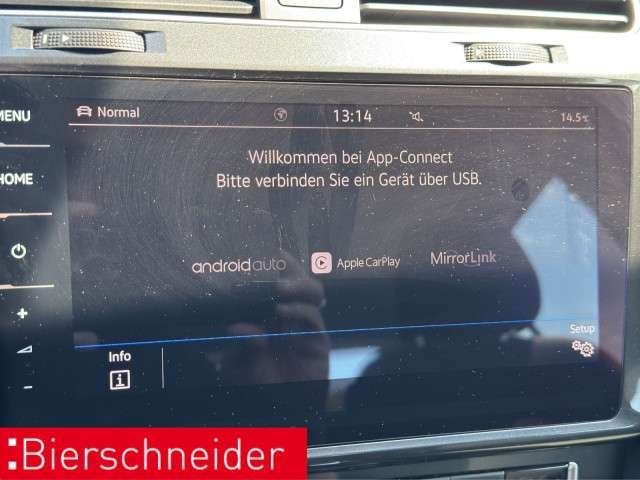 MENU
Normal
13:14
14.5°C
Willkommen bei App-Connect
Bitte verbinden Sie ein Gerät über USB.
HOME
androidauto
Apple CarPlay
MirrorLink
+
Setup
Info
i
−
Bierschneider